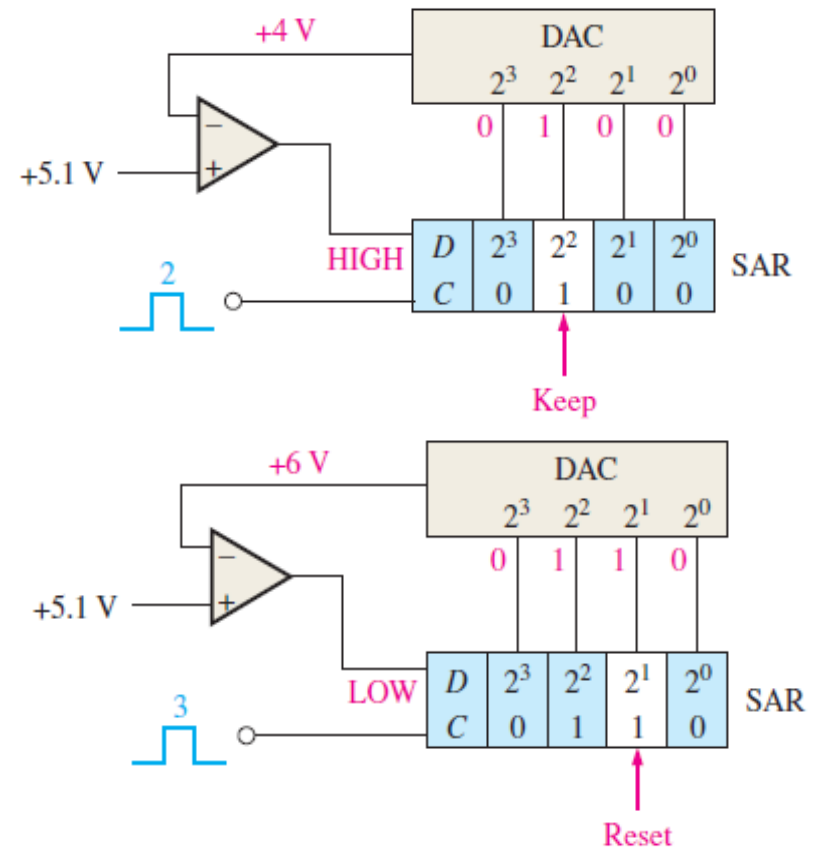 +4 V
DAC
2³ 2² 2¹ 2⁰
0 1 0 0
−
+
+5.1 V
HIGH
D 2³ 2² 2¹ 2⁰
C 0 1 0 0
SAR
2
Keep
+6 V
DAC
2³ 2² 2¹ 2⁰
0 1 1 0
−
+
+5.1 V
LOW
D 2³ 2² 2¹ 2⁰
C 0 1 1 0
SAR
3
Reset